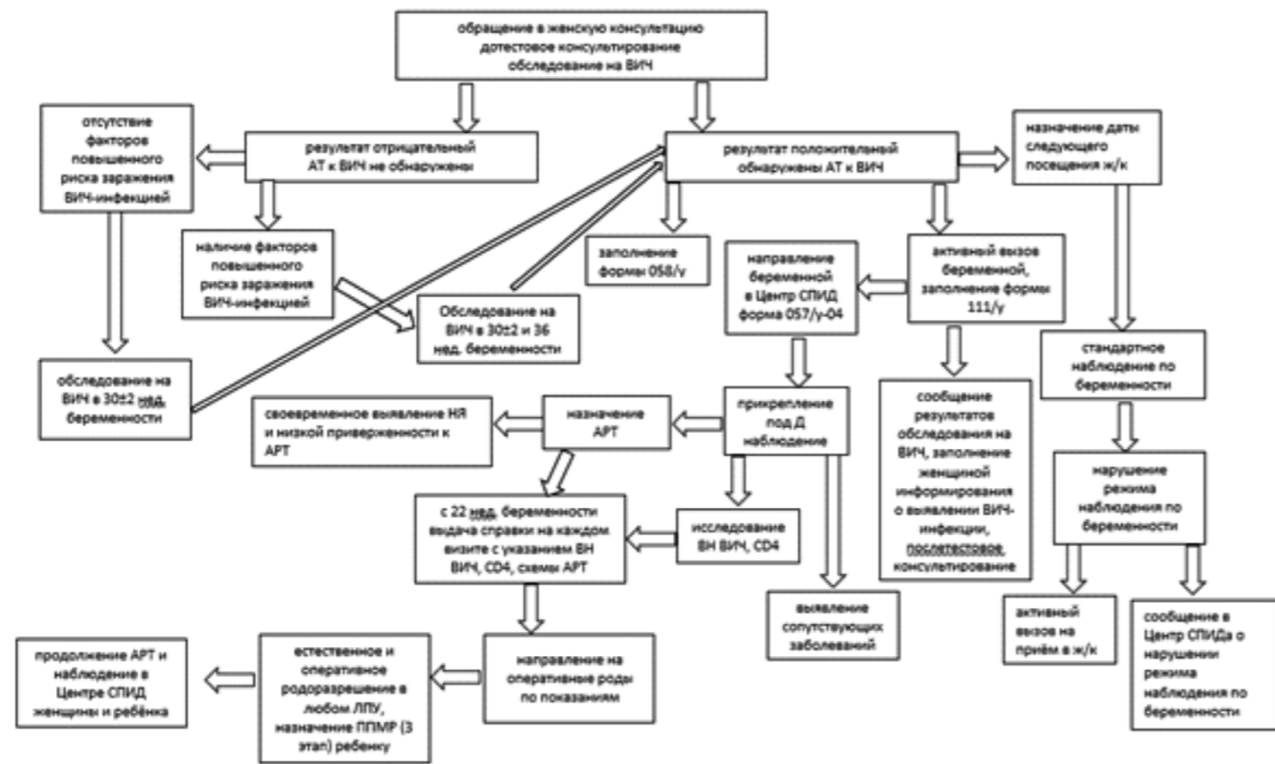 обращение в женскую консультацию
дотестовое консультирование
обследование на ВИЧ
отсутствие
факторов
повышенного
риска заражения
ВИЧ-инфекцией
результат отрицательный
АТ к ВИЧ не обнаружены
результат положительный
обнаружены АТ к ВИЧ
назначение даты
следующего
посещения ж/к
наличие факторов
повышенного
риска заражения
ВИЧ-инфекцией
заполнение
формы 058/у
направление
беременной
в Центр СПИД
форма 057/у-04
активный вызов
беременной,
заполнение формы
111/у
Обследование на
ВИЧ в 30±2 и 36
нед. беременности
стандартное
наблюдение по
беременности
обследование на
ВИЧ в 30±2 нед.
беременности
своевременное выявление НЯ
и низкой приверженности к
АРТ
назначение
АРТ
прикрепление
под Д
наблюдение
сообщение
результатов
обследования на
ВИЧ, заполнение
женщиной
информирования
о выявлении ВИЧ-
инфекции,
послетестовое
консультирование
нарушение
режима
наблюдения по
беременности
с 22 нед. беременности
выдача справки на каждом
визите с указанием ВН
ВИЧ, CD4, схемы АРТ
исследование
ВН ВИЧ, CD4
выявление
сопутствующих
заболеваний
активный
вызов на
приём в ж/к
сообщение в
Центр СПИДа о
нарушении
режима
наблюдения по
беременности
продолжение АРТ и
наблюдение в
Центре СПИД
женщины и ребёнка
естественное и
оперативное
родоразрешение в
любом ЛПУ,
назначение ППМР (3
этап) ребенку
направление на
оперативные роды
по показаниям